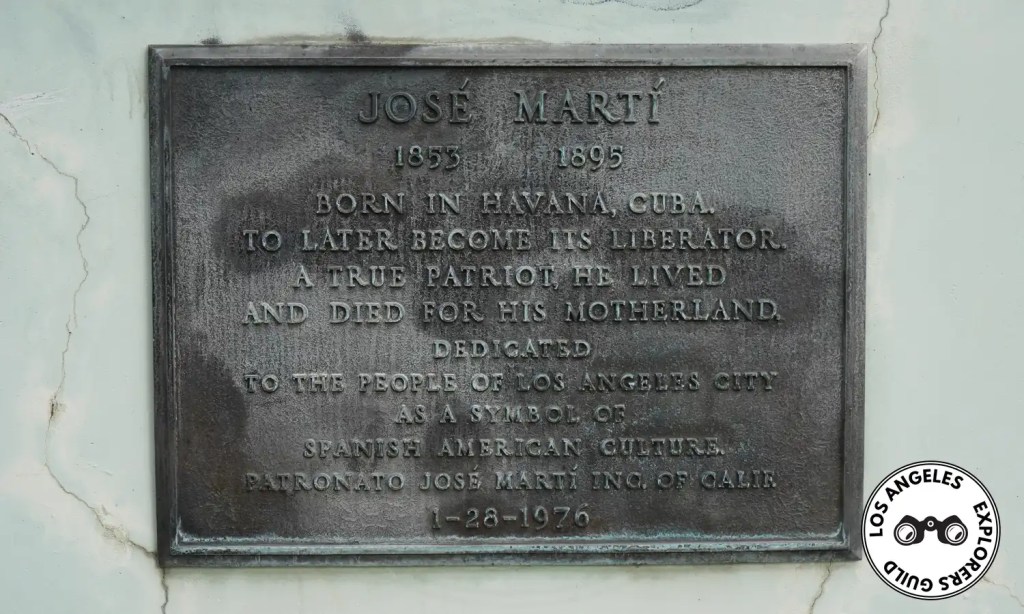 JOSÉ MARTÍ
1853 1895
BORN IN HAVANA, CUBA.
TO LATER BECOME ITS LIBERATOR.
A TRUE PATRIOT, HE LIVED
AND DIED FOR HIS MOTHERLAND.
DEDICATED
TO THE PEOPLE OF LOS ANGELES CITY
AS A SYMBOL OF
SPANISH AMERICAN CULTURE.
PATRONATO JOSÉ MARTÍ INC. OF CALIF.
1-28-1976
LOS ANGELES EXPLORERS GUILD